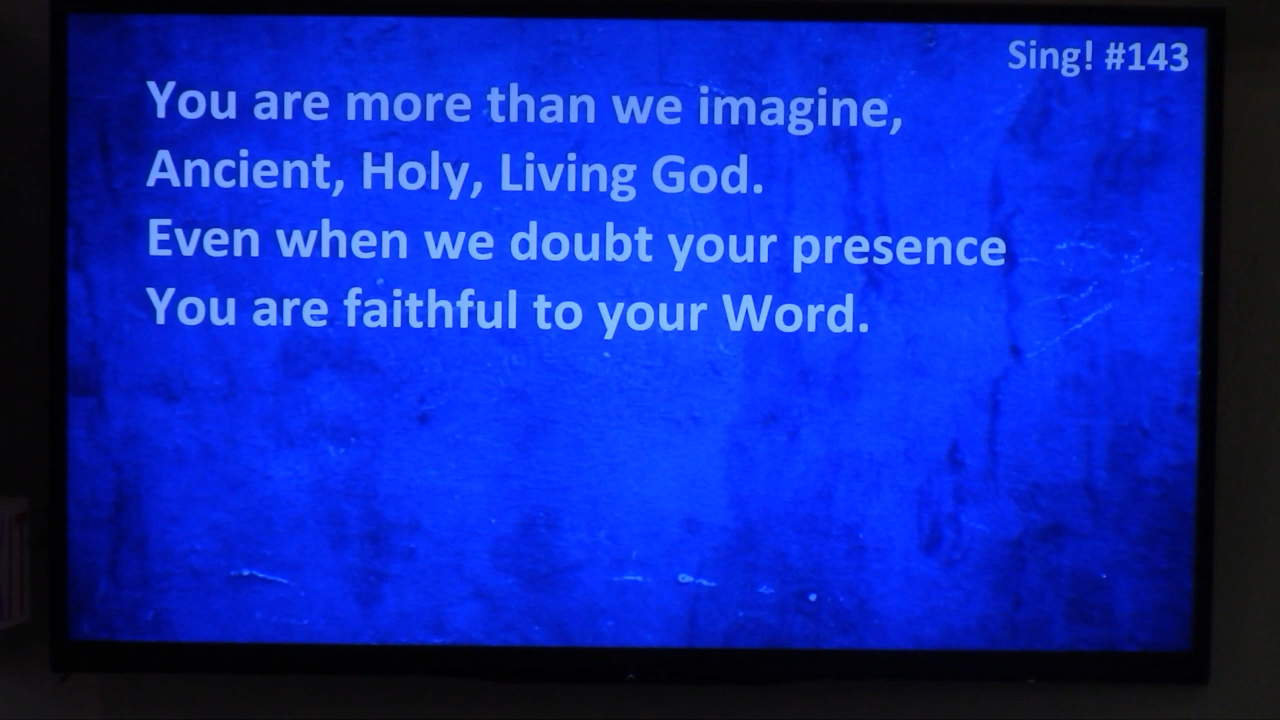 Sing! #143
You are more than we imagine,
Ancient, Holy, Living God.
Even when we doubt your presence
You are faithful to your Word.